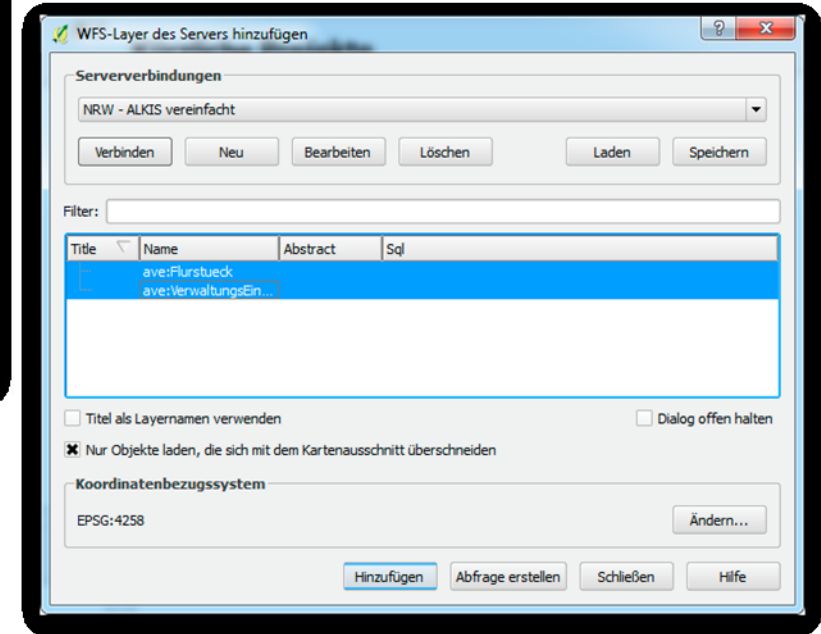 WFS-Layer des Servers hinzufügen
Serververbindungen
NRW - ALKIS vereinfacht
Verbinden Neu Bearbeiten Löschen Laden Speichern
Filter:
Title Name Abstract Sql
ave:Flurstueck
ave:VerwaltungsEin...
Titel als Layernamen verwenden Dialog offen halten
Nur Objekte laden, die sich mit dem Kartenausschnitt überschneiden
Koordinatenbezugssystem
EPSG:4258 Ändern...
Hinzufügen Abfrage erstellen Schließen Hilfe